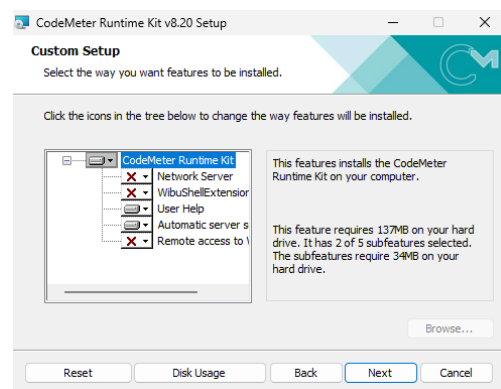 CodeMeter Runtime Kit v8.20 Setup
Custom Setup
Select the way you want features to be installed.
Click the icons in the tree below to change the way features will be installed.
CodeMeter Runtime Kit
Network Server
WibuShellExtension
User Help
Automatic server s
Remote access to
This features installs the CodeMeter
Runtime Kit on your computer.
This feature requires 137MB on your hard
drive. It has 2 of 5 subfeatures selected.
The subfeatures require 34MB on your
hard drive.
Browse...
Reset
Disk Usage
Back
Next
Cancel